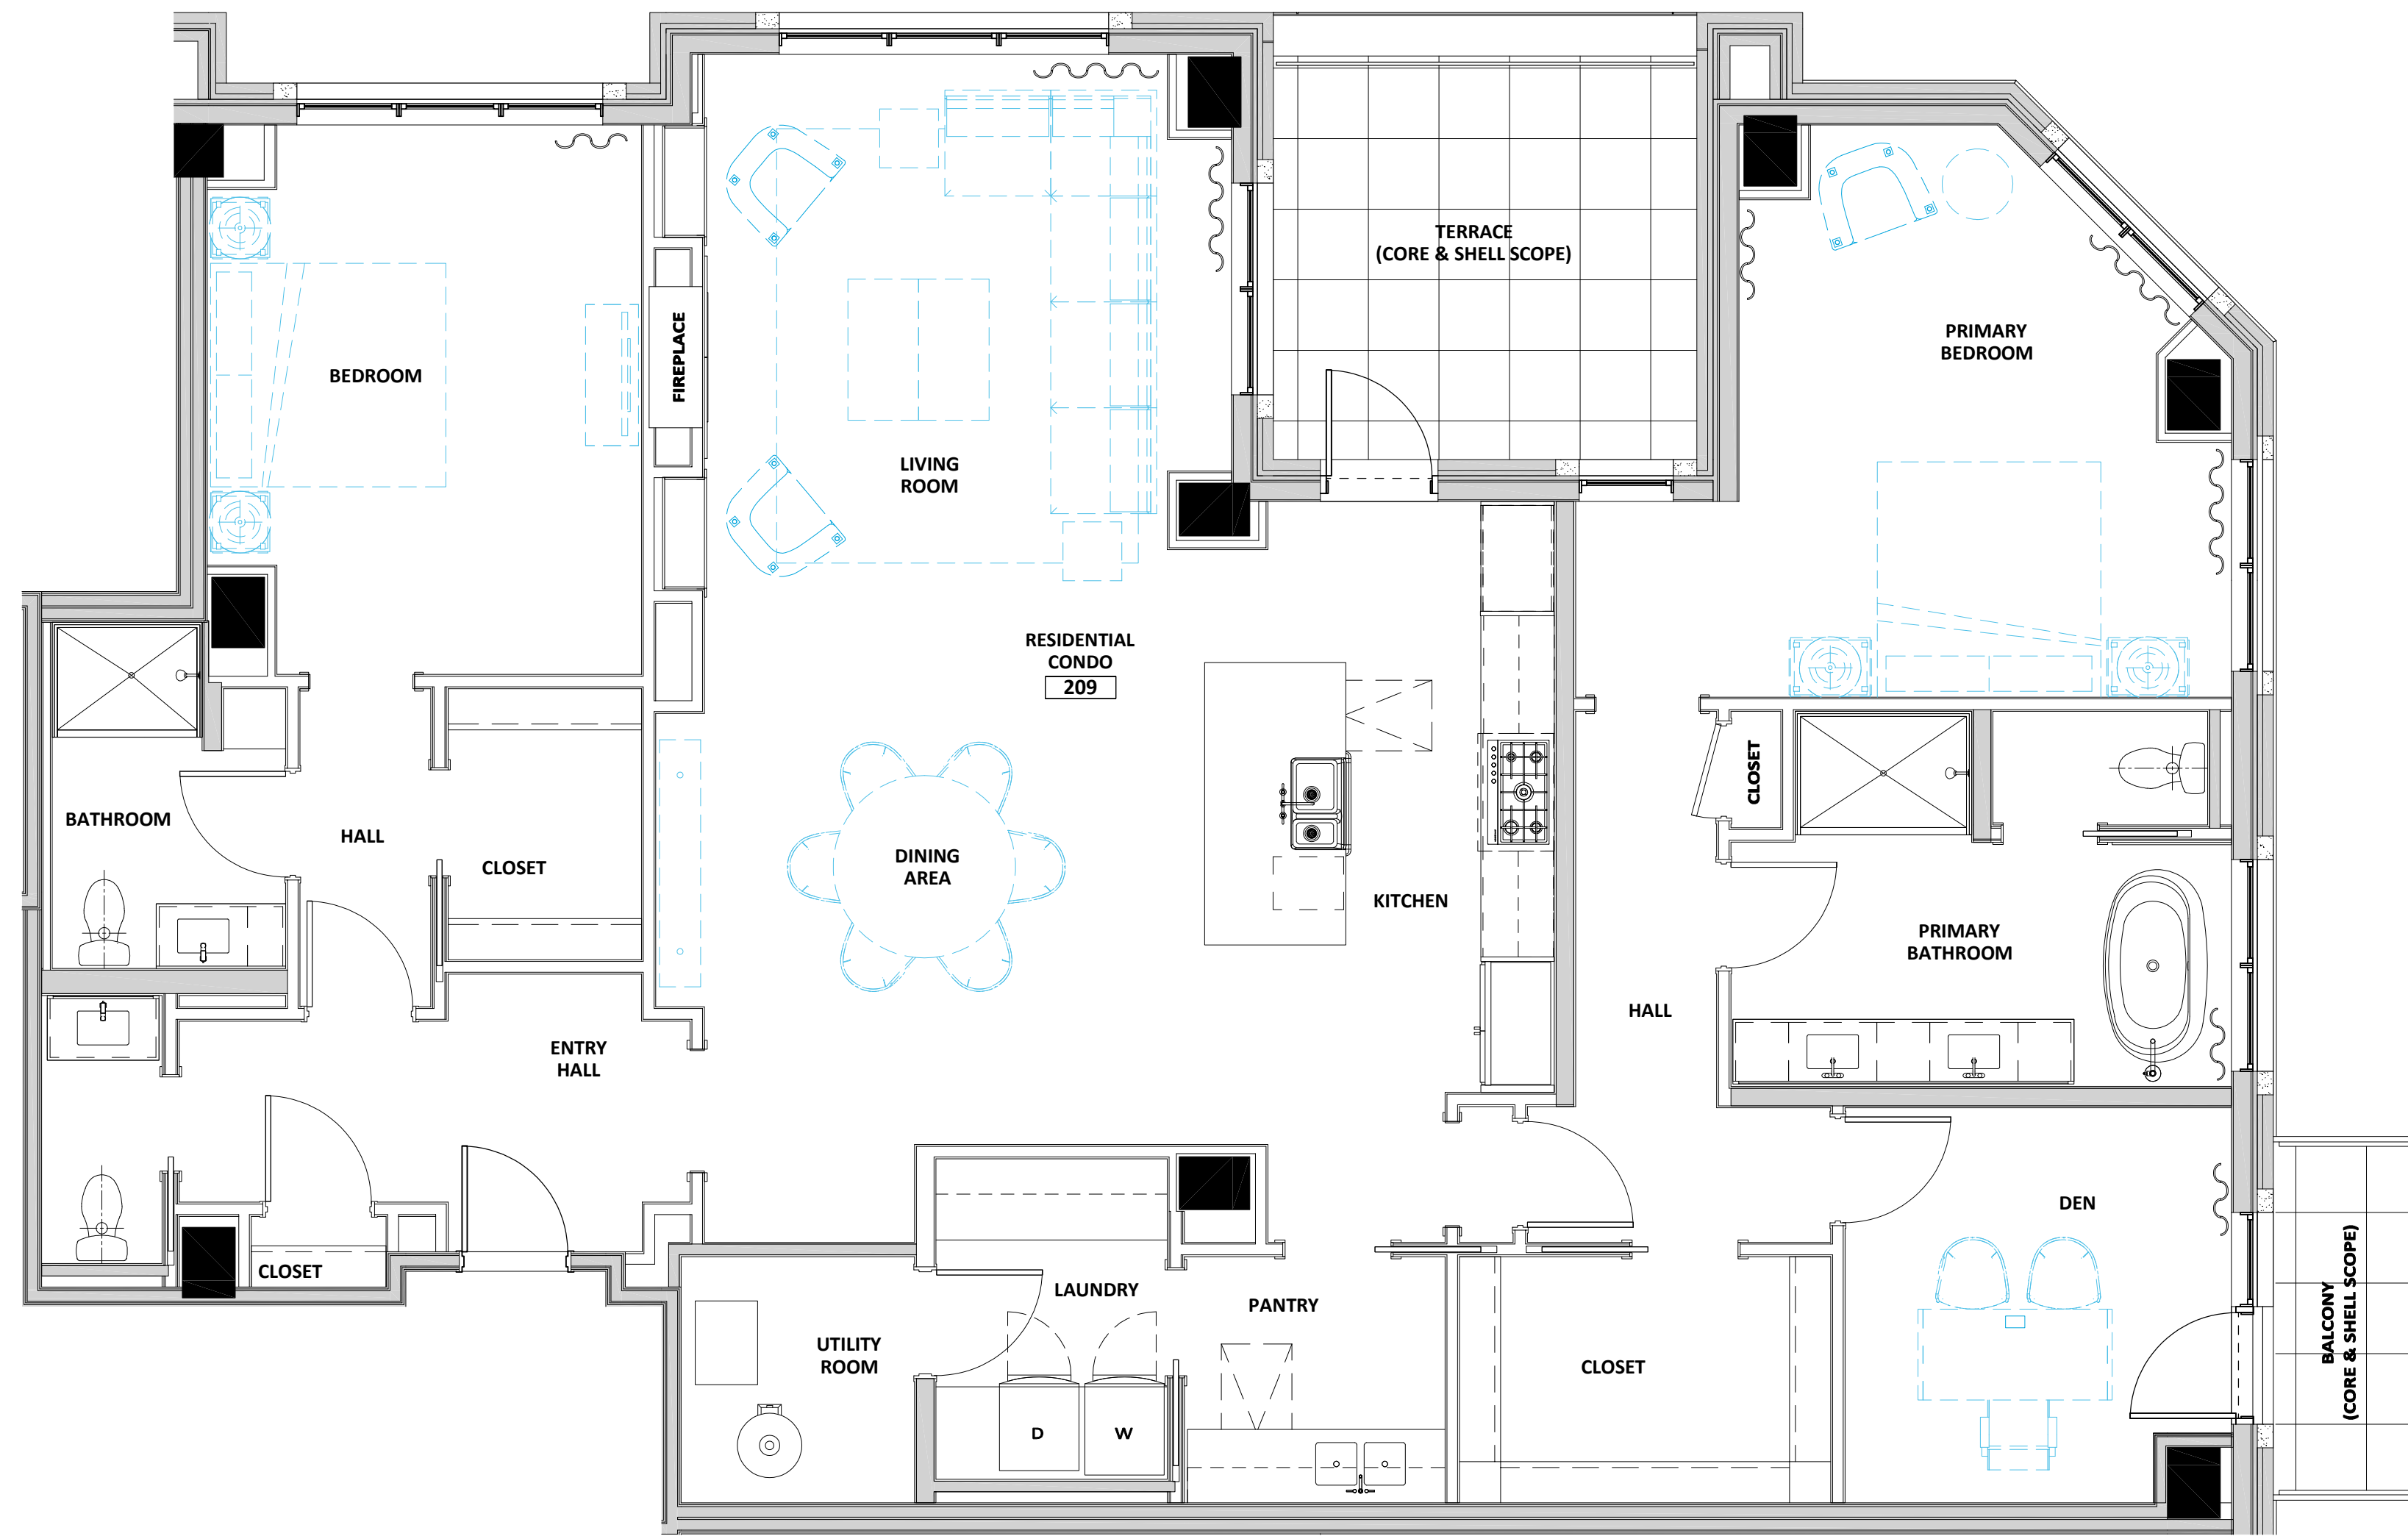 TERRACE
(CORE & SHELL SCOPE)
PRIMARY
BEDROOM
BEDROOM
FIREPLACE
LIVING
ROOM
RESIDENTIAL
CONDO
209
CLOSET
BATHROOM
HALL
CLOSET
DINING
AREA
KITCHEN
PRIMARY
BATHROOM
HALL
ENTRY
HALL
DEN
CLOSET
LAUNDRY
PANTRY
UTILITY
ROOM
CLOSET
BALCONY
(CORE & SHELL SCOPE)
D
W